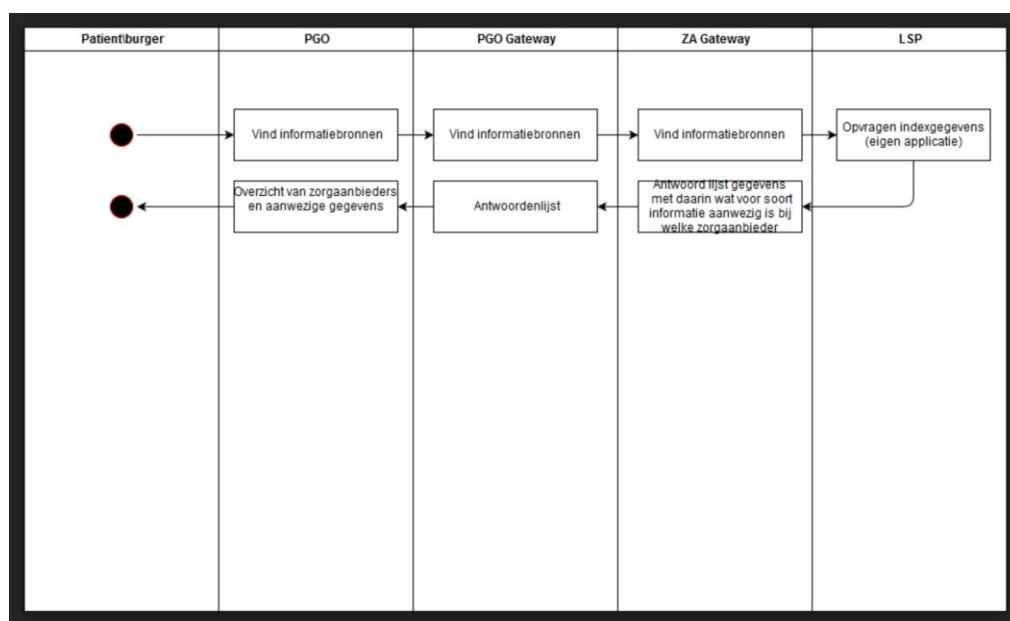 Patient\burger
PGO
PGO Gateway
ZA Gateway
LSP
Vind informatiebronnen
Vind informatiebronnen
Vind informatiebronnen
Opvragen indexgegevens
(eigen applicatie)
Overzicht van zorgaanbieders
en aanwezige gegevens
Antwoordenlijst
Antwoord lijst gegevens
met daarin wat voor soort
informatie aanwezig is bij
welke zorgaanbieder